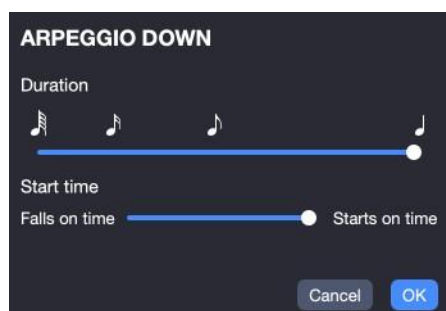 ARPEGGIO DOWN
Duration
Start time
Falls on time Starts on time
Cancel OK